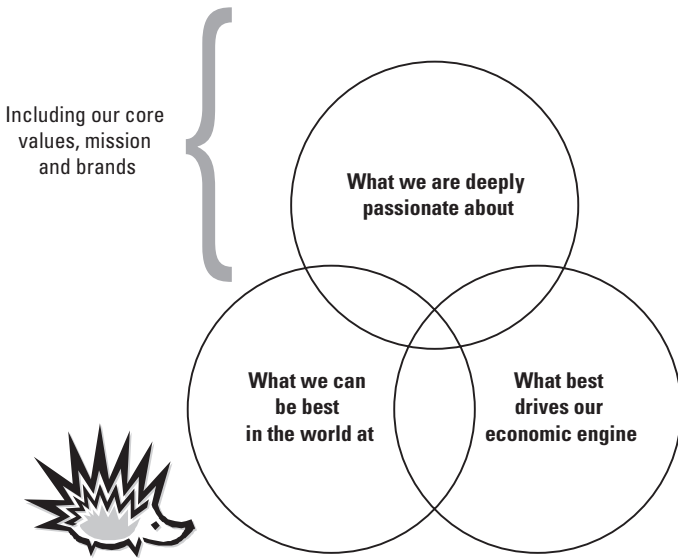 Including our core
values, mission
and brands
What we are deeply
passionate about
What we can
be best
in the world at
What best
drives our
economic engine